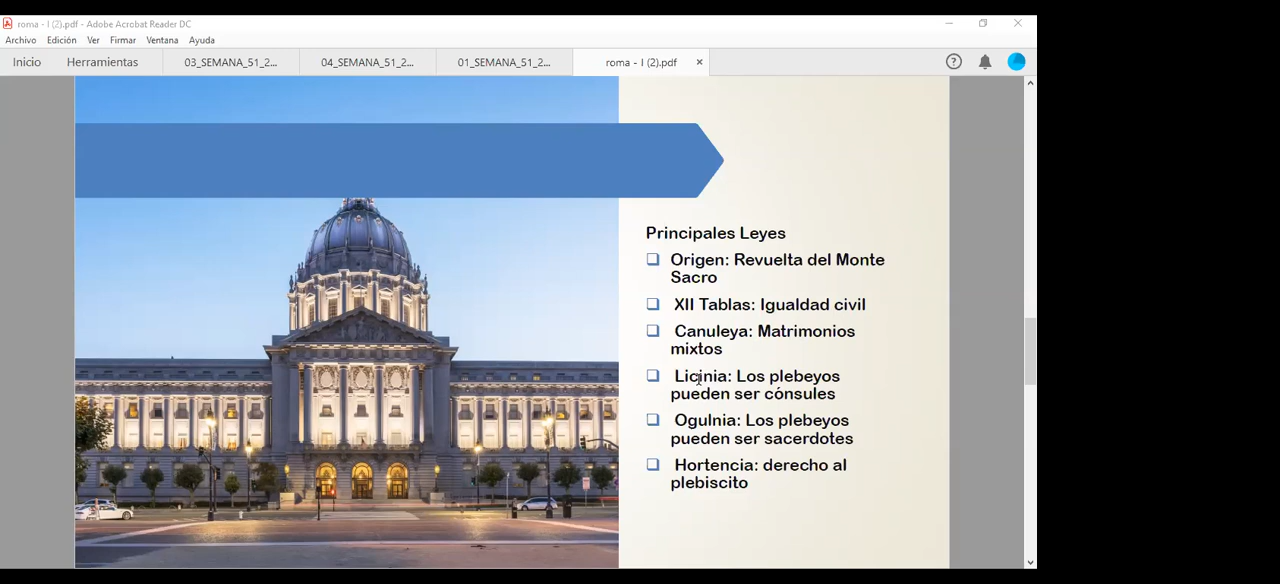 roma - I (2).pdf - Adobe Acrobat Reader DC
Archivo Edición Ver Firmar Ventana Ayuda
Inicio Herramientas 03_SEMANA_51_2... 04_SEMANA_51_2... 01_SEMANA_51_2... roma - I (2).pdf
Principales Leyes
Origen: Revuelta del Monte
Sacro
XII Tablas: Igualdad civil
Canuleya: Matrimonios
mixtos
Licinia: Los plebeyos
pueden ser cónsules
Ogulnia: Los plebeyos
pueden ser sacerdotes
Hortencia: derecho al
plebiscito